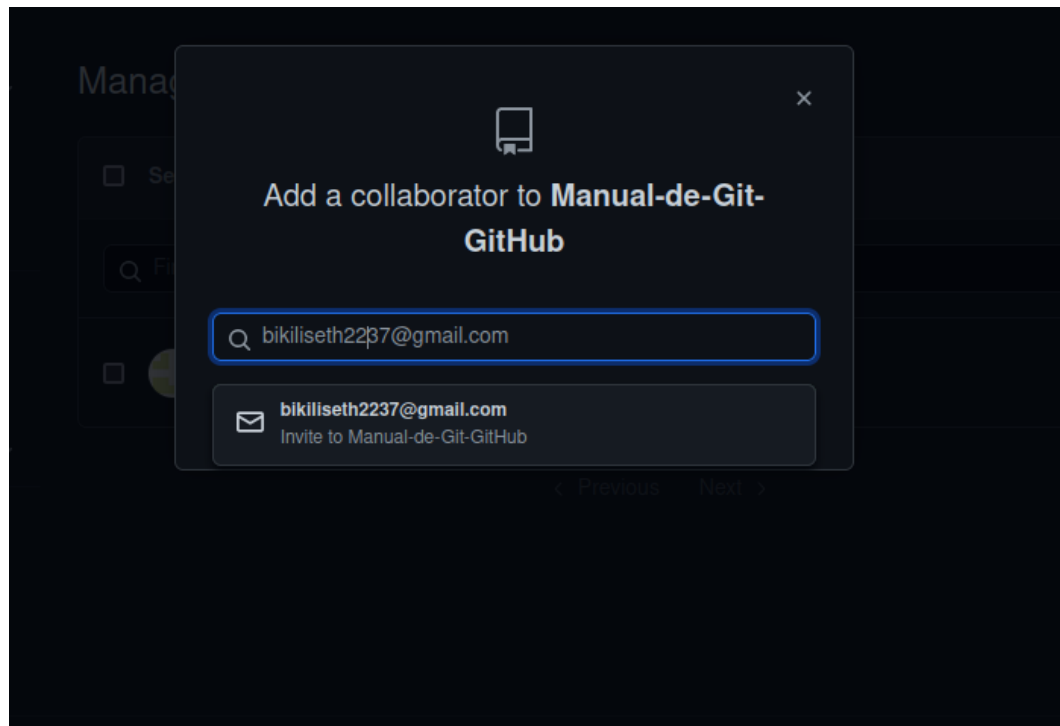 Manag
Se
Add a collaborator to Manual-de-Git-
GitHub
Fi
bikiliseth2237@gmail.com
bikiliseth2237@gmail.com
Invite to Manual-de-Git-GitHub
Previous Next